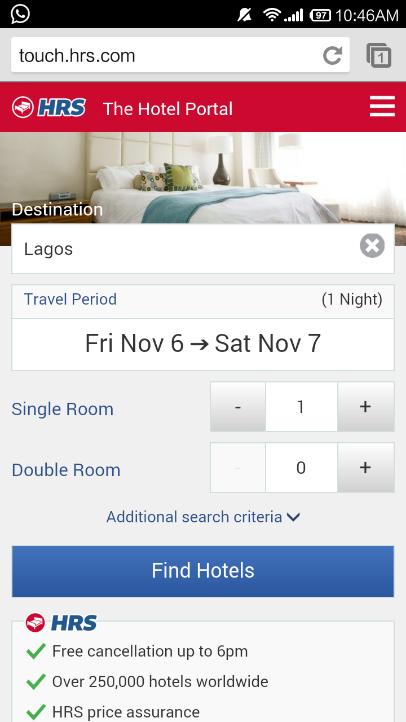 97 10:46AM
touch.hrs.com
1
HRS The Hotel Portal
Destination
Lagos
Travel Period (1 Night)
Fri Nov 6 → Sat Nov 7
Single Room - 1 +
Double Room - 0 +
Additional search criteria
Find Hotels
HRS
Free cancellation up to 6pm
Over 250,000 hotels worldwide
HRS price assurance